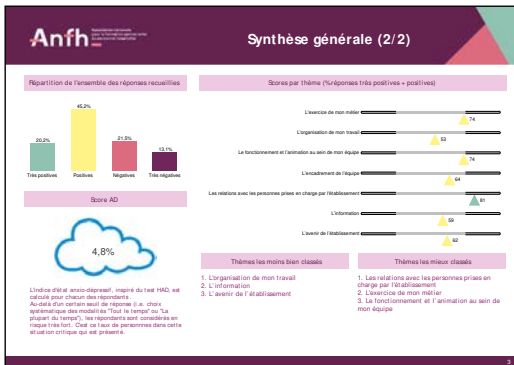 Anfh
Synthèse générale (2/2)
Répartition de l'ensemble des réponses recueillies
20,2%
45,2%
21,5%
13,1%
Très positives
Positives
Négatives
Très négatives
Score AD
4,8%
L'indice d'état anxio-dépressif, inspiré du test HAD, est
calculé pour chacun des répondants.
Au-delà d'un certain seuil de réponse (i.e. choix
systématique des modalités "Tout le temps" ou "La
plupart du temps"), les répondants sont considérés en
risque très fort. C'est ce taux de personnes dans cette
situation critique qui est présenté.
Scores par thème (%réponses très positives + positives)
L'exercice de mon métier
74
L'organisation de mon travail
53
Le fonctionnement et l'animation au sein de mon équipe
74
L'encadrement de l'équipe
64
Les relations avec les personnes prises en charge par l'établissement
81
L'information
59
L'avenir de l'établissement
62
Thèmes les moins bien classés
1. L'organisation de mon travail
2. L'information
3. L'avenir de l'établissement
Thèmes les mieux classés
1. Les relations avec les personnes prises en
charge par l'établissement
2. L'exercice de mon métier
3. Le fonctionnement et l'animation au sein de
mon équipe
3